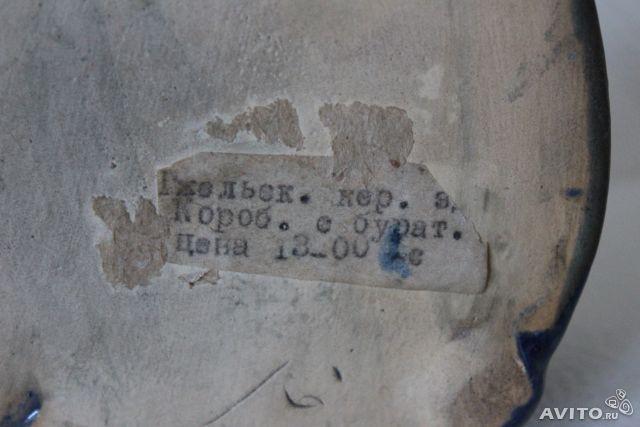 Гжельск. кер. з.
Короб. с бурат.
Цена 13-00 с
AVITO.ru